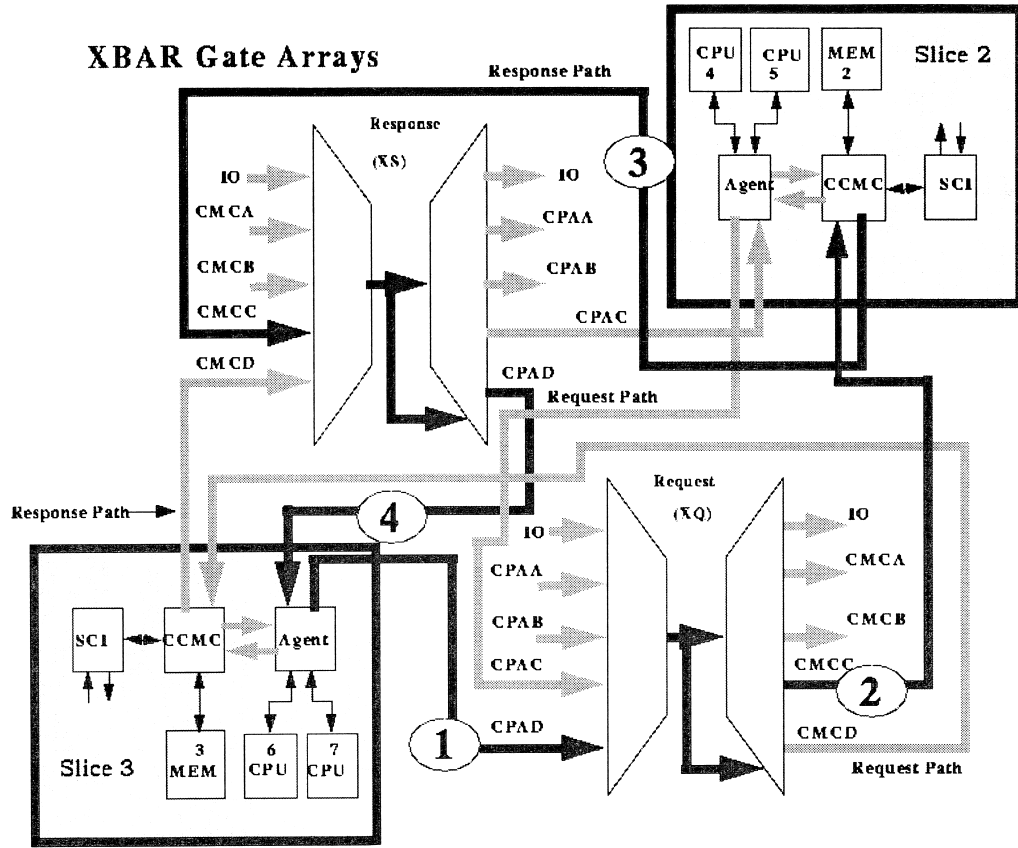 XBAR Gate Arrays
Response Path
Response
(XS)
IO
CMCA
CMCB
CMCC
CMCD
IO
CPAA
CPAB
CPAC
CPAD
3
CPU
4
CPU
5
MEM
2
Slice 2
Agent
CCMC
SCI
Request Path
Response Path
4
Request
(XQ)
IO
CPAA
CPAB
CPAC
CPAD
IO
CMCA
CMCB
CMCC
CMCD
2
Request Path
1
SCI
CCMC
Agent
Slice 3
3
MEM
6
CPU
7
CPU